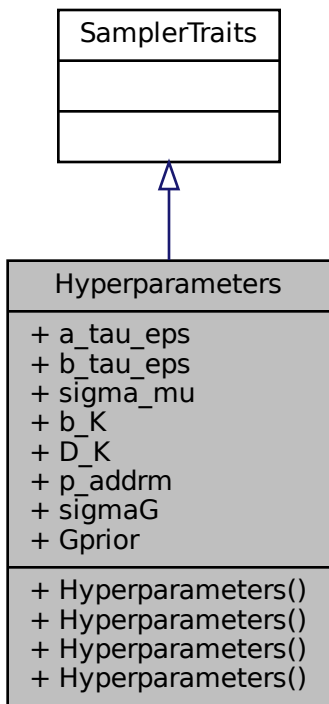 SamplerTraits
Hyperparameters
+ a_tau_eps
+ b_tau_eps
+ sigma_mu
+ b_K
+ D_K
+ p_addrm
+ sigmaG
+ Gprior
+ Hyperparameters()
+ Hyperparameters()
+ Hyperparameters()
+ Hyperparameters()